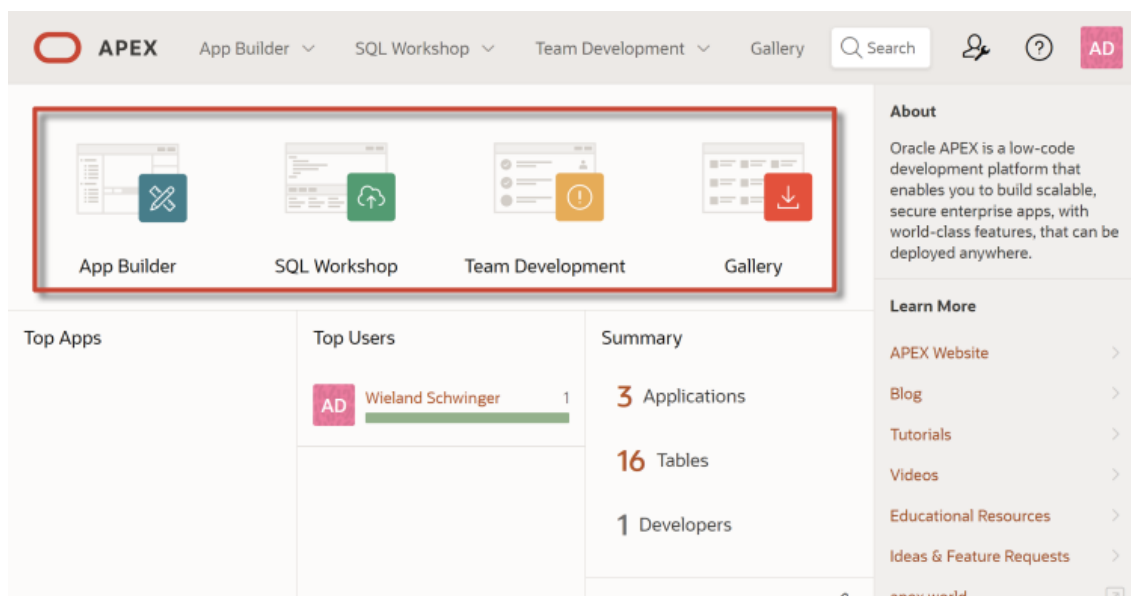 APEX
App Builder
SQL Workshop
Team Development
Gallery
Search
AD
App Builder
SQL Workshop
Team Development
Gallery
Top Apps
Top Users
AD
Wieland Schwinger
1
Summary
3 Applications
16 Tables
1 Developers
About
Oracle APEX is a low-code
development platform that
enables you to build scalable,
secure enterprise apps, with
world-class features, that can be
deployed anywhere.
Learn More
APEX Website
Blog
Tutorials
Videos
Educational Resources
Ideas & Feature Requests